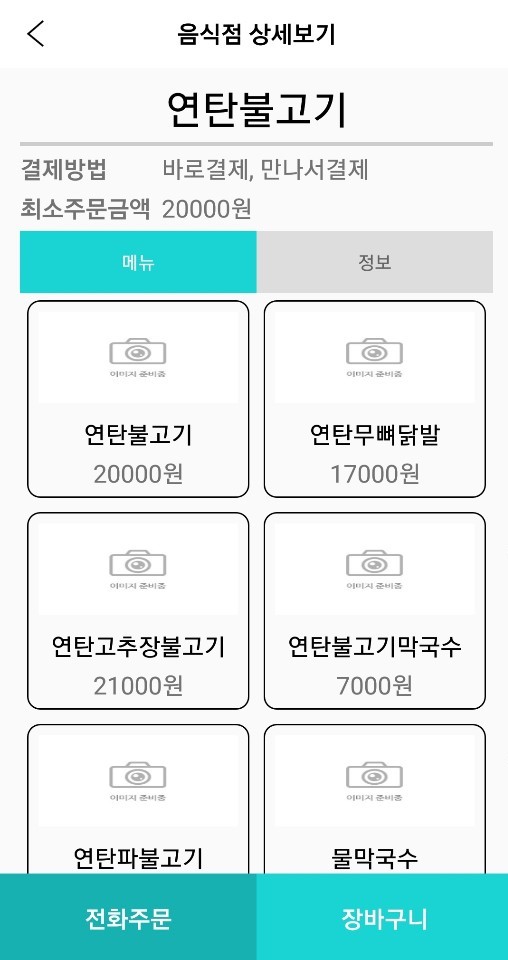 음식점 상세보기
연탄불고기
결제방법 바로결제, 만나서결제
최소주문금액 20000원
메뉴 정보
이미지 준비중 이미지 준비중
연탄불고기 연탄무뼈닭발
20000원 17000원
이미지 준비중 이미지 준비중
연탄고추장불고기 연탄불고기막국수
21000원 7000원
이미지 준비중 이미지 준비중
연탄파불고기 물막국수
전화주문 장바구니